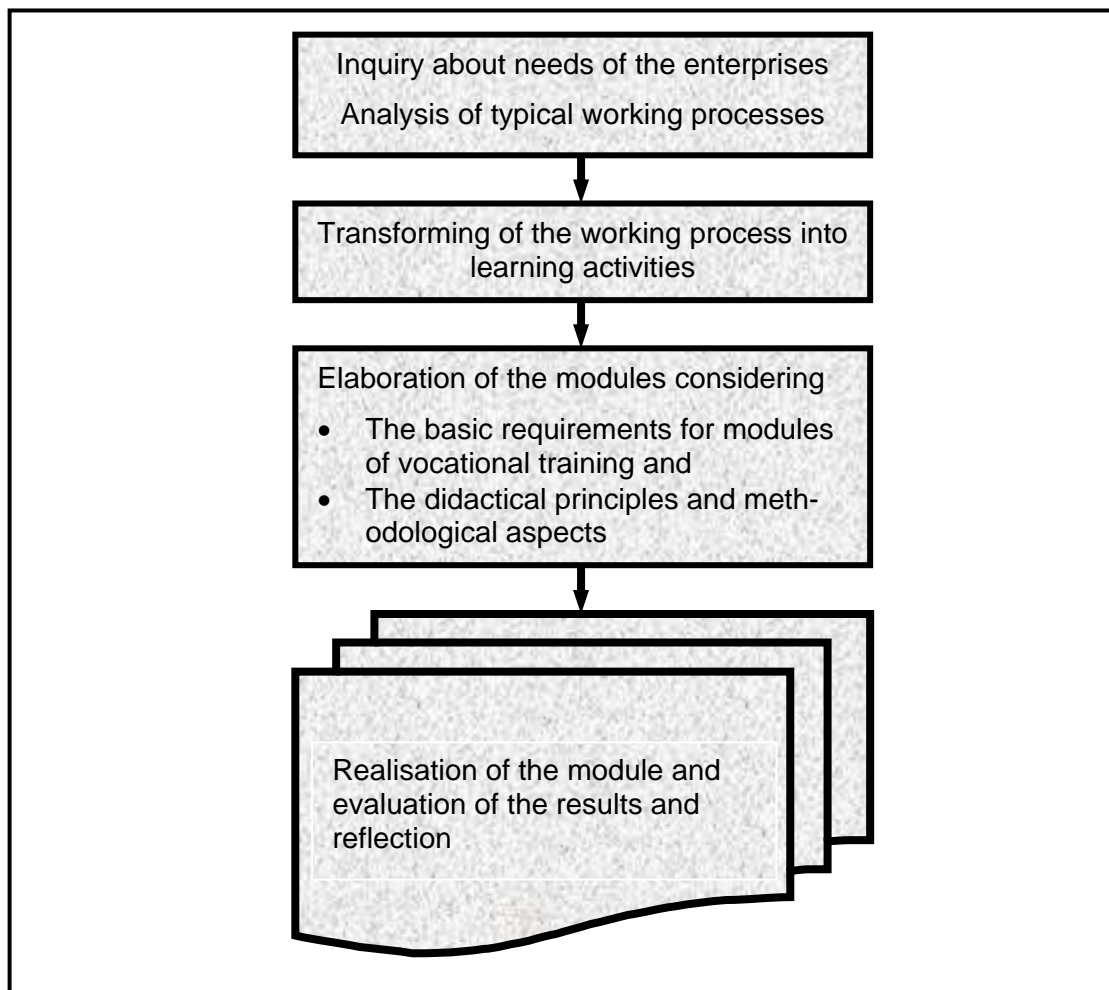 Inquiry about needs of the enterprises
Analysis of typical working processes
Transforming of the working process into
learning activities
Elaboration of the modules considering
• The basic requirements for modules
of vocational training and
• The didactical principles and meth-
odological aspects
Realisation of the module and
evaluation of the results and
reflection